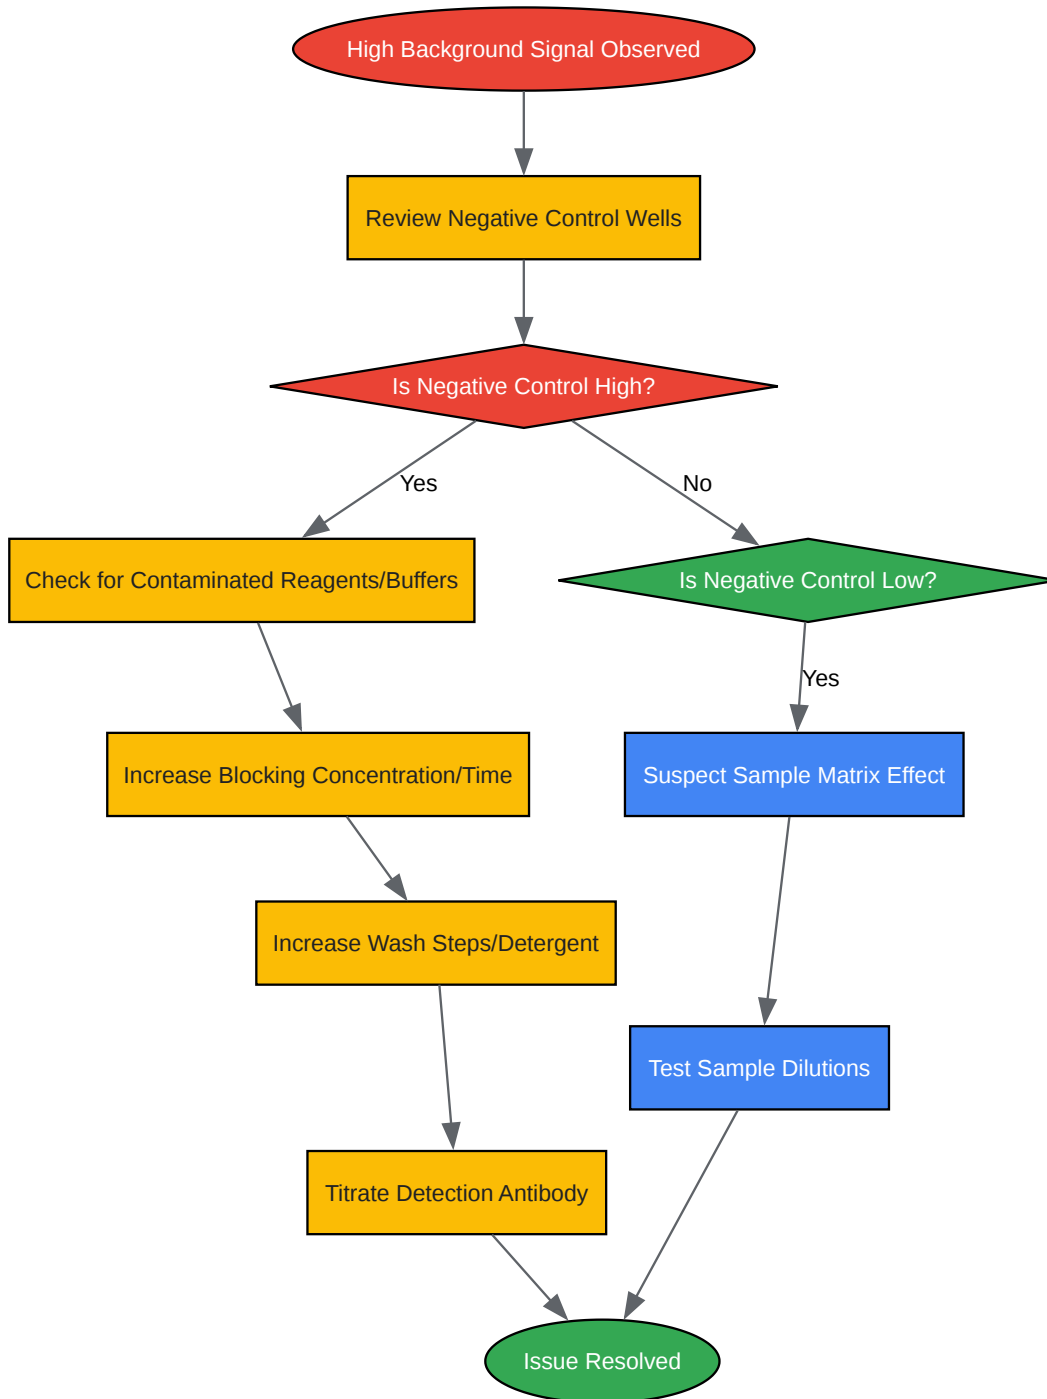 High Background Signal Observed
Review Negative Control Wells
Is Negative Control High?
Yes
No
Check for Contaminated Reagents/Buffers
Is Negative Control Low?
Yes
Increase Blocking Concentration/Time
Suspect Sample Matrix Effect
Increase Wash Steps/Detergent
Test Sample Dilutions
Titrate Detection Antibody
Issue Resolved